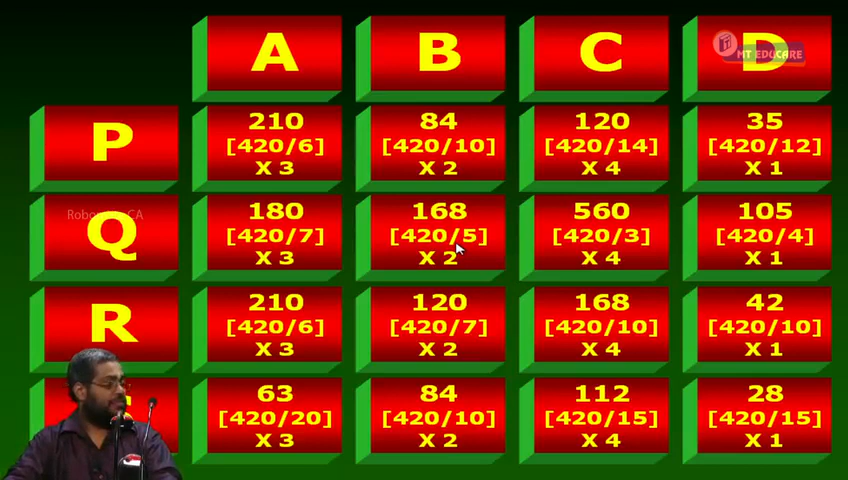 A B C D
MT EDUCARE
P
210 84 120 35
[420/6] [420/10] [420/14] [420/12]
X 3 X 2 X 4 X 1
Q
180 168 560 105
[420/7] [420/5] [420/3] [420/4]
X 3 X 2 X 4 X 1
R
210 120 168 42
[420/6] [420/7] [420/10] [420/10]
X 3 X 2 X 4 X 1
63 84 112 28
[420/20] [420/10] [420/15] [420/15]
X 3 X 2 X 4 X 1